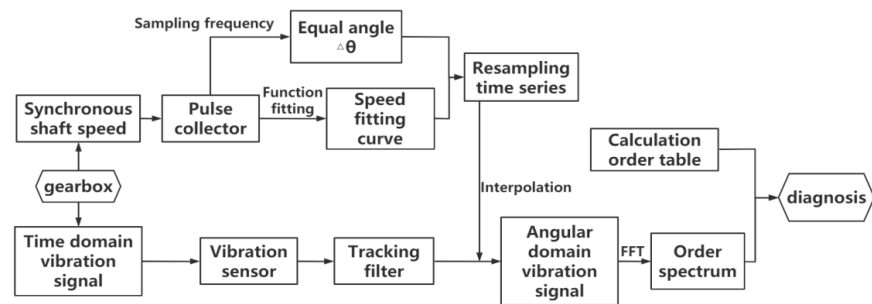 Sampling frequency
Equal angle
△θ
Resampling
time series
Synchronous
shaft speed
Pulse
collector
Function
fitting
Speed
fitting
curve
Calculation
order table
gearbox
Interpolation
diagnosis
Time domain
vibration
signal
Vibration
sensor
Tracking
filter
Angular
domain
vibration
signal
FFT
Order
spectrum